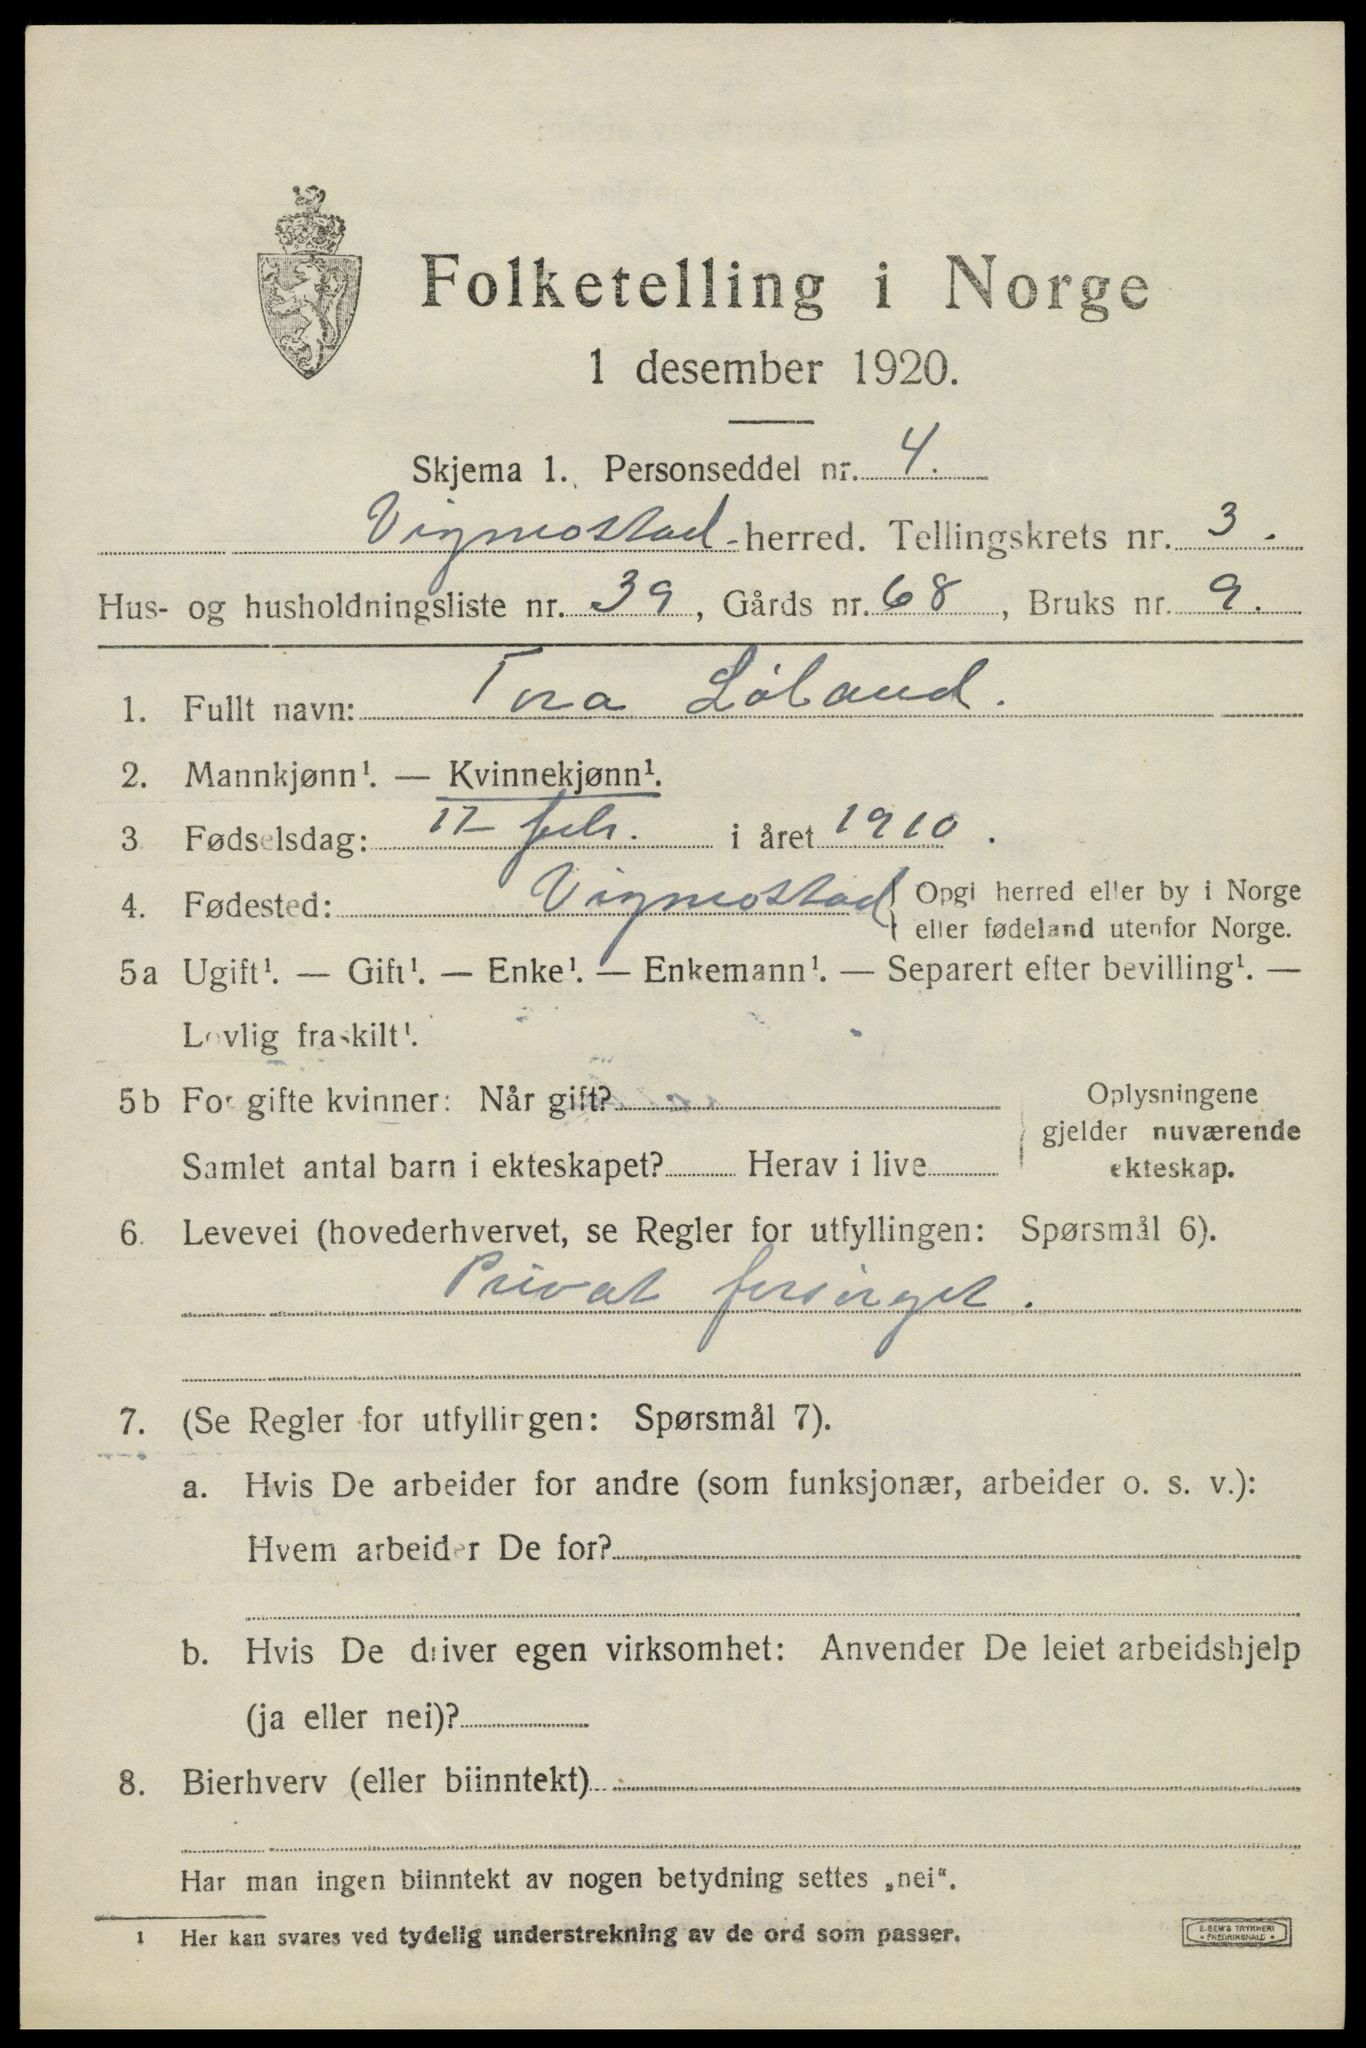 Folketelling i Norge
1 desember 1920.
Skjema 1. Personseddel nr. 4.
Vigmostad-herred. Tellingskrets nr. 3.
Hus- og husholdningsliste nr. 39, Gårds nr. 68, Bruks nr. 9.
1. Fullt navn: Tora Löland.
2. Mannkjønn¹. — Kvinnekjønn¹.
3 Fødselsdag: 17 febr. i året 1910.
4. Fødested: Vigmostad { Opgi herred eller by i Norge
eller fødeland utenfor Norge.
5a Ugift¹. — Gift¹. — Enke¹. — Enkemann¹. — Separert efter bevilling¹. —
Lovlig fraskilt¹.
5b For gifte kvinner: Når gift? Oplysningene
gjelder nuværende
Samlet antal barn i ekteskapet? Herav i live ekteskap.
6. Levevei (hovederhvervet, se Regler for utfyllingen: Spørsmål 6).
Privat forsörget.
7. (Se Regler for utfyllingen: Spørsmål 7).
a. Hvis De arbeider for andre (som funksjonær, arbeider o. s. v.):
Hvem arbeider De for?
b. Hvis De driver egen virksomhet: Anvender De leiet arbeidshjelp
(ja eller nei)?
8. Bierhverv (eller biinntekt)
Har man ingen biinntekt av nogen betydning settes „nei“.
1 Her kan svares ved tydelig understrekning av de ord som passer.
E. SEM'S TRYKKERI
• FREDRIKSHALD •